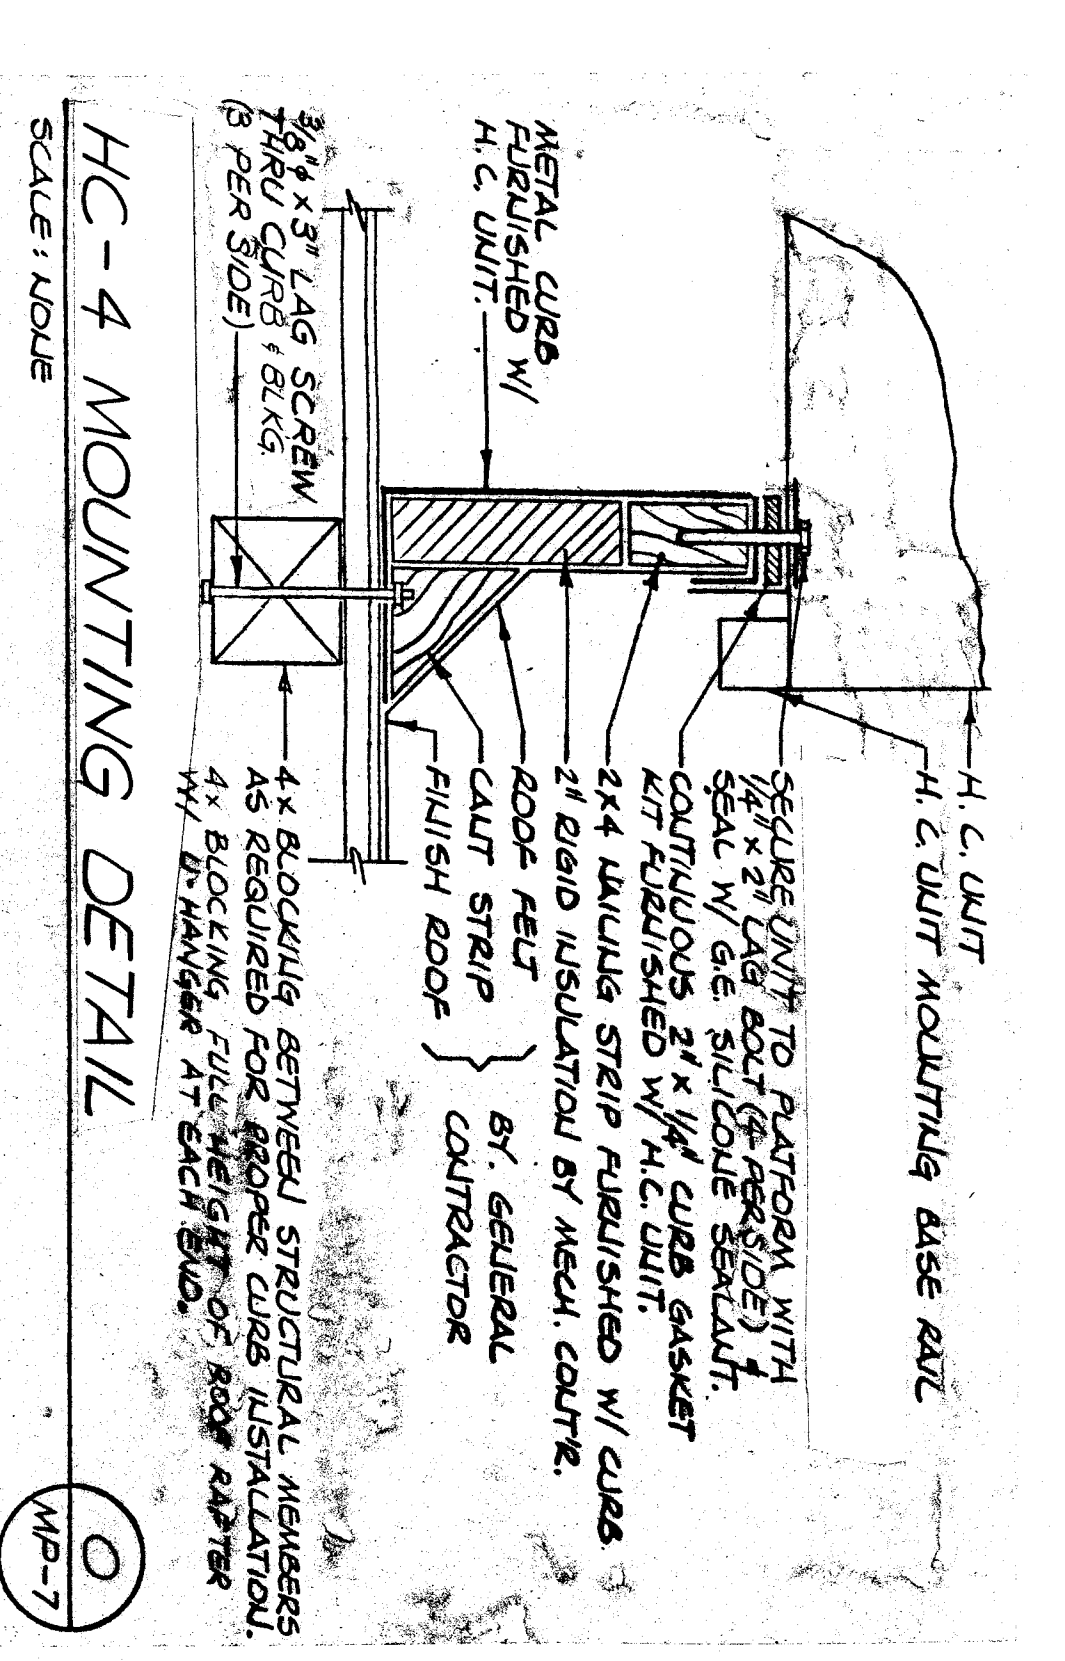 H. C. UNIT
H. C. UNIT MOUNTING BASE RAIL
SECURE UNIT TO PLATFORM WITH
1/4" x 2" LAG BOLT (4-PER SIDE) &
SEAL W/ G.E. SILICONE SEALANT.
CONTINUOUS 2" x 1/4" CURB GASKET
KIT FURNISHED W/ H.C. UNIT.
2x4 NAILING STRIP FURNISHED W/ CURB.
2" RIGID INSULATION BY MECH. CONT'R.
ROOF FELT
CANT STRIP
FINISH ROOF
BY. GENERAL
CONTRACTOR
METAL CURB
FURNISHED W/
H.C. UNIT.
3/8"φ x 3" LAG SCREW
THRU CURB & BLKG.
(3 PER SIDE)
4x BLOCKING BETWEEN STRUCTURAL MEMBERS
AS REQUIRED FOR PROPER CURB INSTALLATION.
4x BLOCKING FULL HEIGHT OF ROOF RAFTER
W/ U-HANGER AT EACH END.
HC-4 MOUNTING DETAIL
SCALE: NONE
O
MP-7